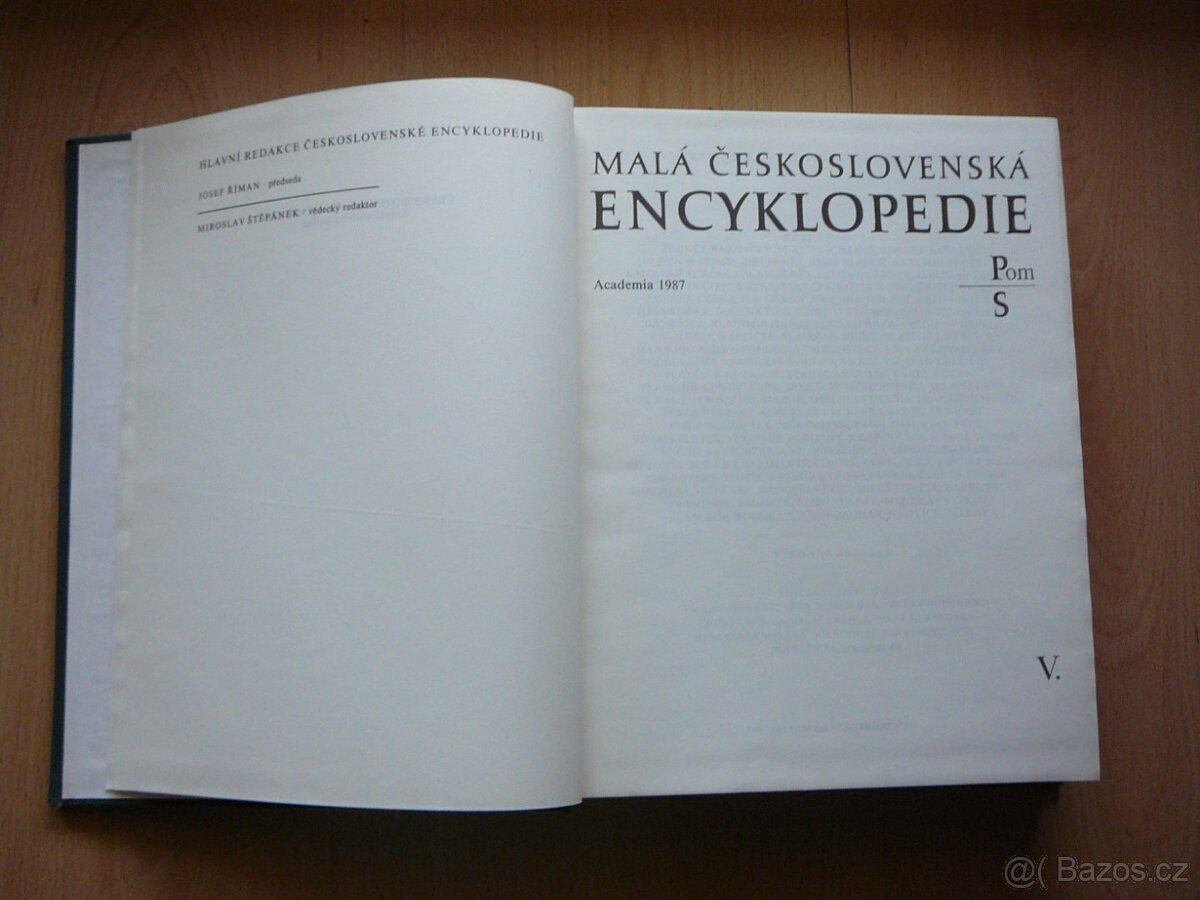 HLAVNÍ REDAKCE ČESKOSLOVENSKÉ ENCYKLOPEDIE
JOSEF ŘÍMAN · předseda
MIROSLAV ŠTĚPÁNEK · vědecký redaktor
MALÁ ČESKOSLOVENSKÁ
ENCYKLOPEDIE
Pom
S
Academia 1987
V.
@( Bazos.cz